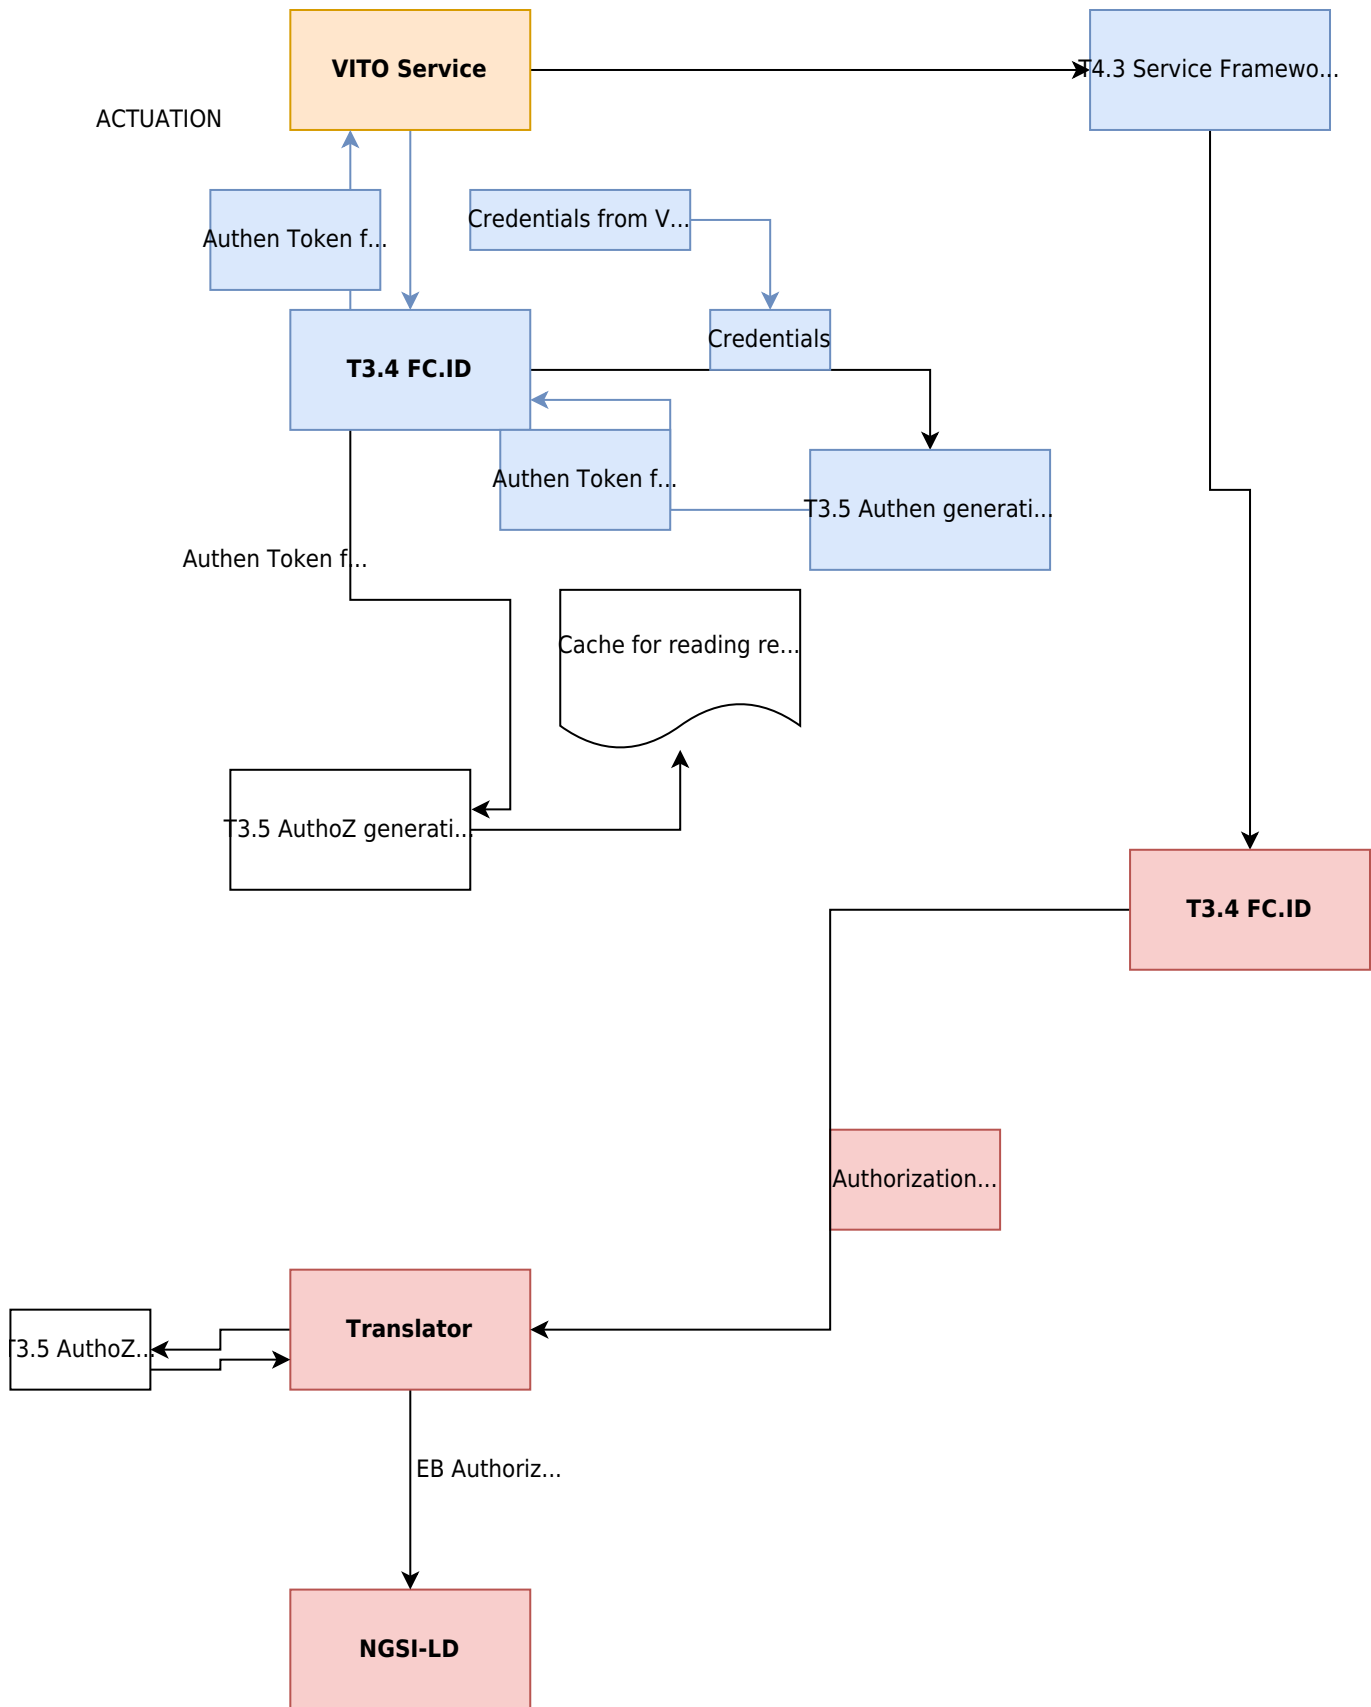 VITO Service
T4.3 Service Framewo...
ACTUATION
Credentials from V...
Authen Token f...
Credentials
T3.4 FC.ID
Authen Token f...
T3.5 Authen generati...
Authen Token f...
Cache for reading re...
T3.5 AuthoZ generati...
T3.4 FC.ID
Authorization...
Translator
T3.5 AuthoZ...
EB Authoriz...
NGSI-LD